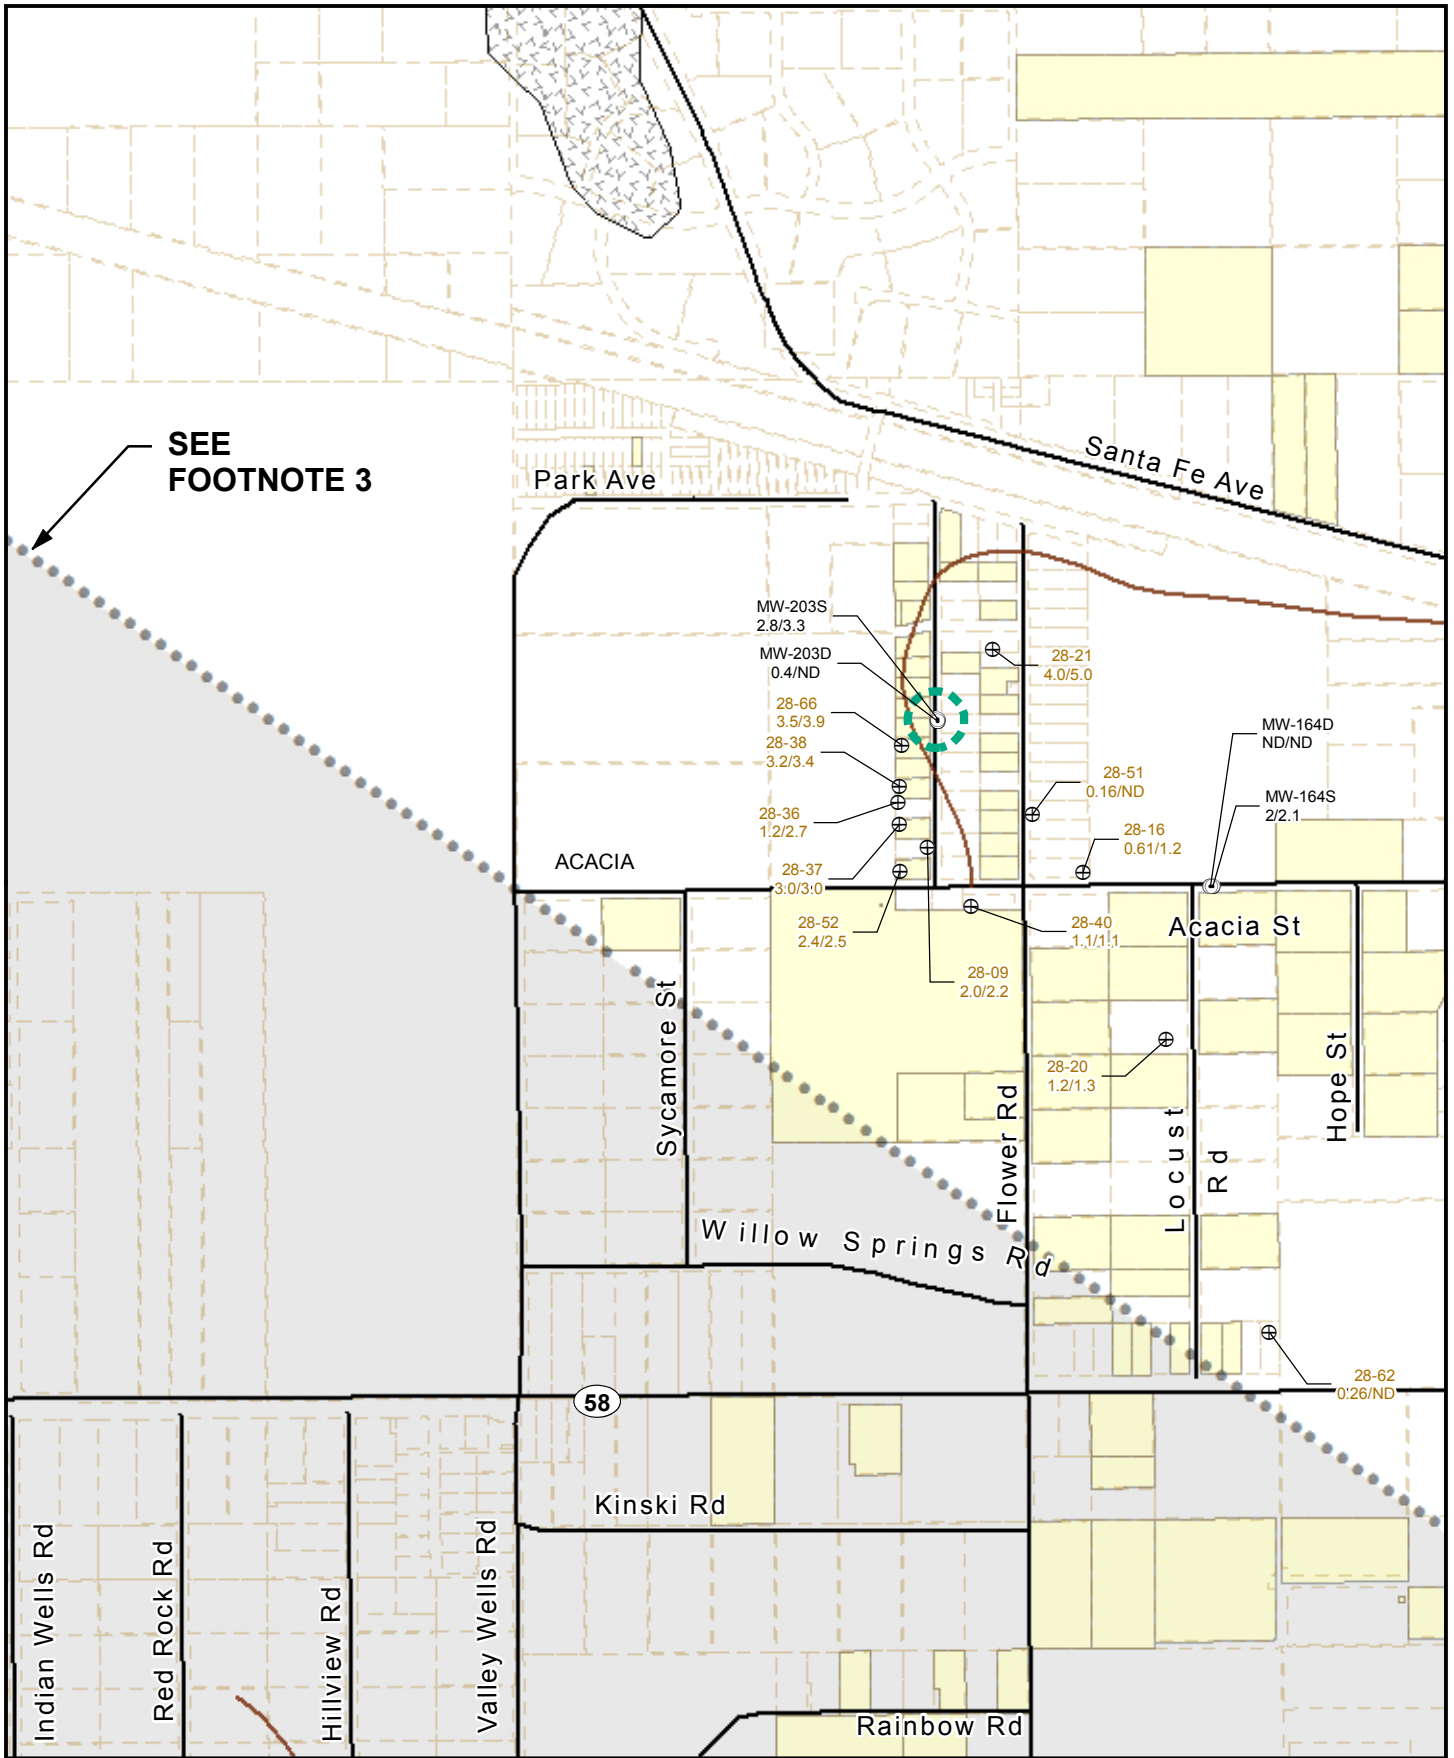 SEE
FOOTNOTE 3
Park Ave
Santa Fe Ave
MW-203S
2.8/3.3
MW-203D
0.4/ND
28-21
4.0/5.0
28-66
3.5/3.9
28-38
3.2/3.4
MW-164D
ND/ND
28-51
0.16/ND
MW-164S
2/2.1
28-36
1.2/2.7
28-16
0.61/1.2
ACACIA
28-37
3.0/3.0
28-52
2.4/2.5
28-40
1.1/1.1
Acacia St
28-09
2.0/2.2
Sycamore St
28-20
1.2/1.3
Flower Rd
Locust
Rd
Hope St
Willow Springs Rd
28-62
0.26/ND
58
Kinski Rd
Indian Wells Rd
Red Rock Rd
Hillview Rd
Valley Wells Rd
Rainbow Rd